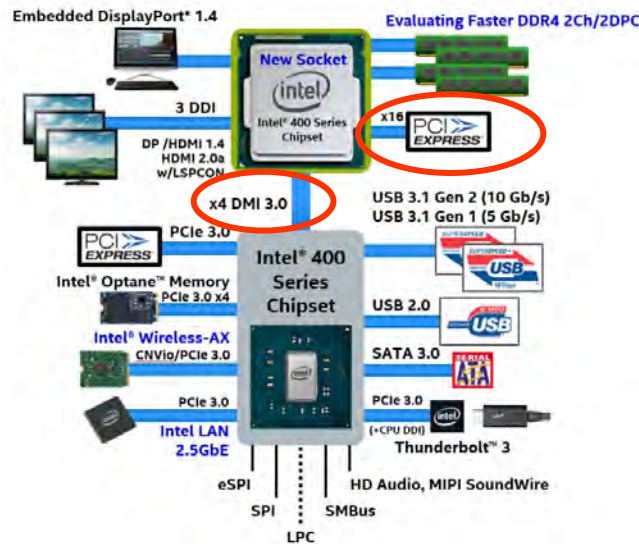 Embedded DisplayPort* 1.4
Evaluating Faster DDR4 2Ch/2DPC
New Socket
intel
Intel® 400 Series
Chipset
3 DDI
DP /HDMI 1.4
HDMI 2.0a
w/LSPCON
x16
PCI
EXPRESS
x4 DMI 3.0
USB 3.1 Gen 2 (10 Gb/s)
USB 3.1 Gen 1 (5 Gb/s)
PCIe 3.0
PCI
EXPRESS
Intel® 400
Series
Chipset
SUPERSPEED+
USB
Intel® Optane™ Memory
PCIe 3.0 x4
USB 2.0
USB
Intel® Wireless-AX
CNVio/PCIe 3.0
SATA 3.0
SERIAL
ATA
intel
PCIe 3.0
Intel LAN
2.5GbE
PCIe 3.0
(+CPU DDI)
intel
Thunderbolt™ 3
eSPI
SPI
LPC
SMBus
HD Audio, MIPI SoundWire